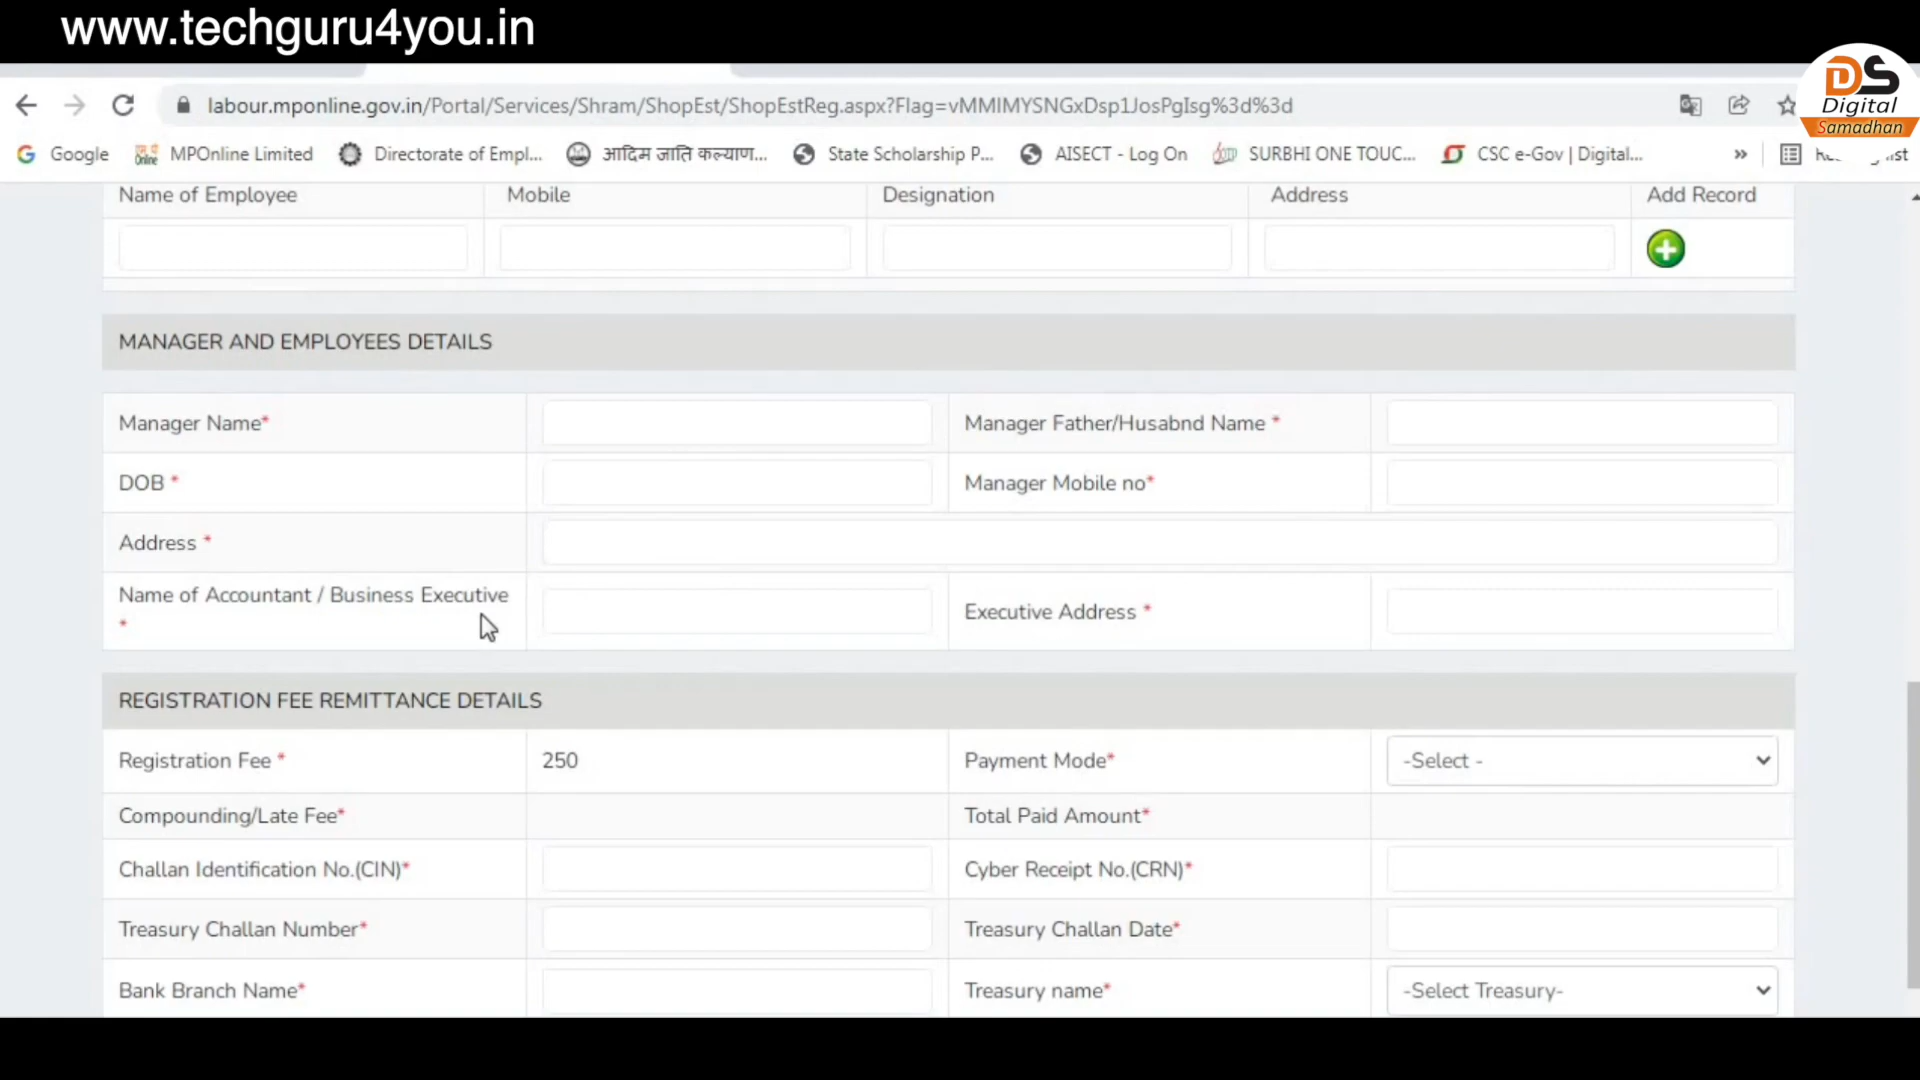 www.techguru4you.in
DS
Digital
Samadhan
labour.mponline.gov.in/Portal/Services/Shram/ShopEst/ShopEstReg.aspx?Flag=vMMIMYSNGxDsp1JosPgIsg%3d%3d
Google MPOnline Limited Directorate of Empl... आदिम जाति कल्याण... State Scholarship P... AISECT - Log On SURBHI ONE TOUC... CSC e-Gov | Digital... »
Name of Employee Mobile Designation Address Add Record
MANAGER AND EMPLOYEES DETAILS
Manager Name* Manager Father/Husabnd Name *
DOB * Manager Mobile no*
Address *
Name of Accountant / Business Executive
* Executive Address *
REGISTRATION FEE REMITTANCE DETAILS
Registration Fee * 250 Payment Mode* -Select -
Compounding/Late Fee* Total Paid Amount*
Challan Identification No.(CIN)* Cyber Receipt No.(CRN)*
Treasury Challan Number* Treasury Challan Date*
Bank Branch Name* Treasury name* -Select Treasury-